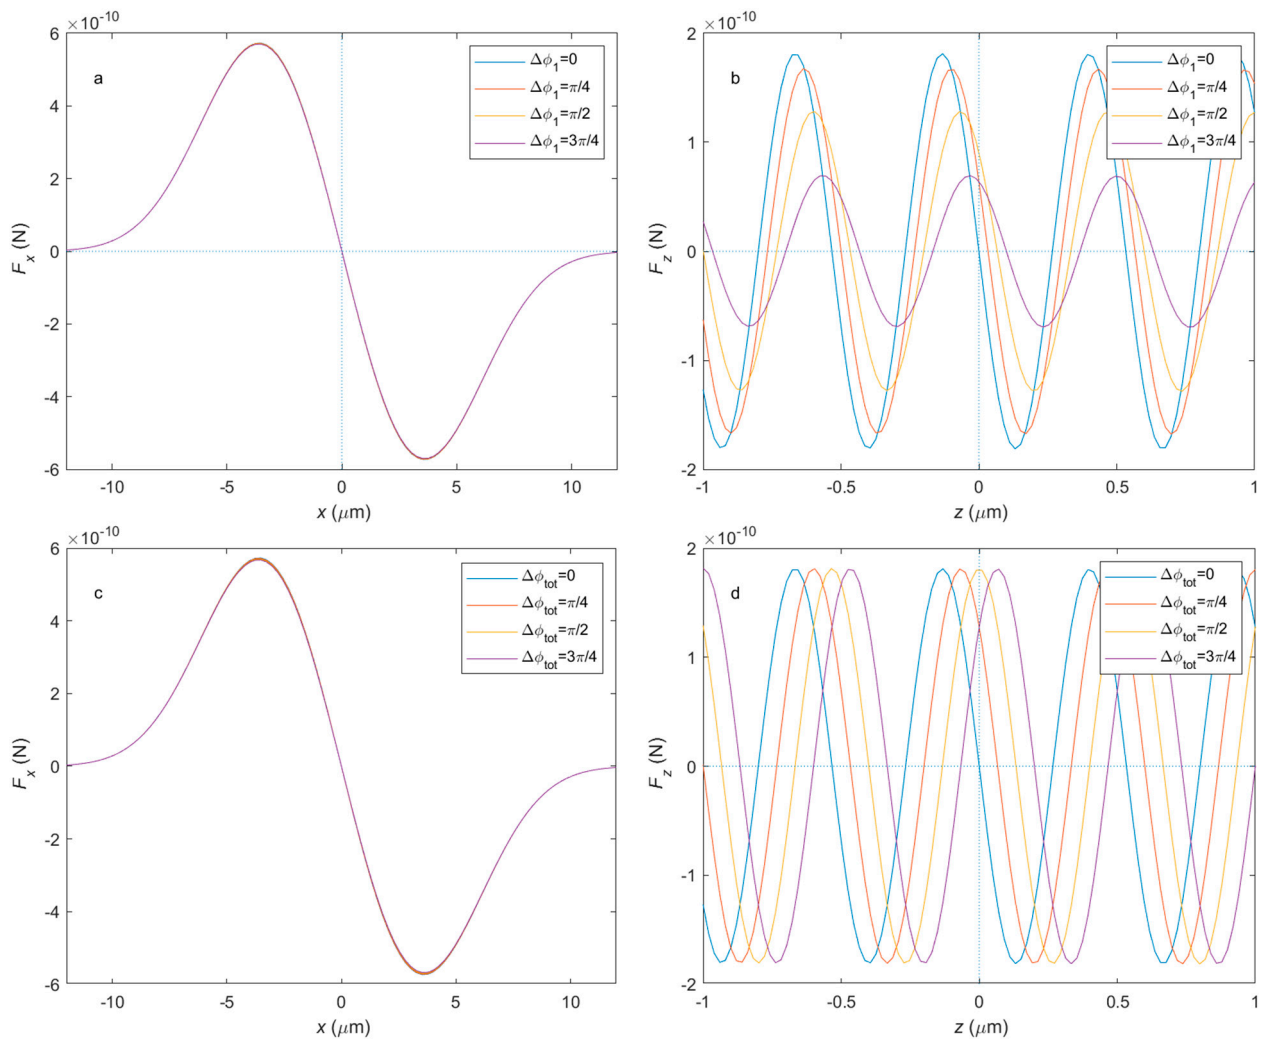 ×10⁻¹⁰
a
Δϕ₁=0
Δϕ₁=π/4
Δϕ₁=π/2
Δϕ₁=3π/4
6
4
2
0
-2
-4
-6
Fₓ (N)
-10 -5 0 5 10
x (μm)
×10⁻¹⁰
b
Δϕ₁=0
Δϕ₁=π/4
Δϕ₁=π/2
Δϕ₁=3π/4
2
1
0
-1
-2
F_z (N)
-1 -0.5 0 0.5 1
z (μm)
×10⁻¹⁰
c
Δϕ_tot=0
Δϕ_tot=π/4
Δϕ_tot=π/2
Δϕ_tot=3π/4
6
4
2
0
-2
-4
-6
Fₓ (N)
-10 -5 0 5 10
x (μm)
×10⁻¹⁰
d
Δϕ_tot=0
Δϕ_tot=π/4
Δϕ_tot=π/2
Δϕ_tot=3π/4
2
1
0
-1
-2
F_z (N)
-1 -0.5 0 0.5 1
z (μm)